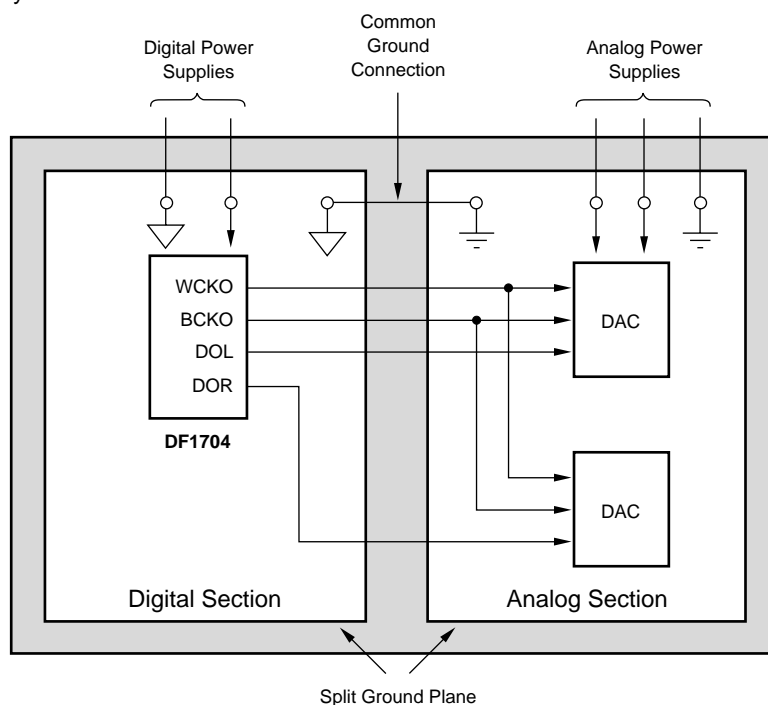 y
Common
Ground
Connection
Digital Power
Supplies
Analog Power
Supplies
WCKO
BCKO
DOL
DOR
DF1704
DAC
DAC
Digital Section
Analog Section
Split Ground Plane